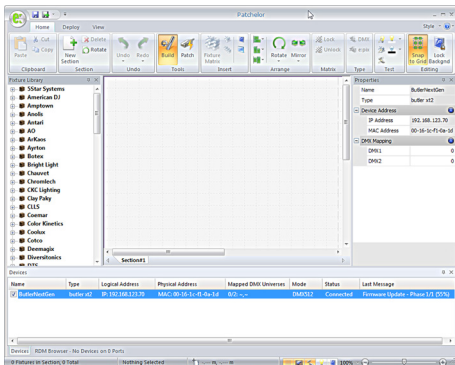 Patchelor
Home Deploy View Style
Cut
Copy
Paste
Clipboard
New Section
Delete
Rotate
Section
Undo Redo
Undo
Build Patch
Tools
Fixture Matrix
Insert
Rotate Mirror
Arrange
Lock
Unlock
Matrix
DMX
Type
Test
Snap to Grid
Lock Backgnd
Editing
Fixture Library
5Star Systems
American DJ
Amptown
Anolis
Antari
AO
ArKaos
Ayrton
Botex
Bright Light
Chauvet
Chromlech
CKC Lighting
Clay Paky
CLLS
Coemar
Color Kinetics
Coolux
Cotco
Deemagix
Diversitonics
DTS
Section#1
Properties
Name ButlerNextGen
Type butler xt2
Device Address
IP Address 192.168.123.70
MAC Address 00-16-1c-f1-0a-1d
DMX Mapping
DMX1 0
DMX2 0
Devices
Name Type Logical Address Physical Address Mapped DMX Universes Mode Status Last Message
ButlerNextGen butler xt2 IP: 192.168.123.70 MAC: 00-16-1c-f1-0a-1d 0/2: -, - DMX512 Connected Firmware Update - Phase 1/1 (55%)
Devices RDM Browser - No Devices on 0 Ports
0 Fixtures in Section, 0 Total Nothing Selected 100%